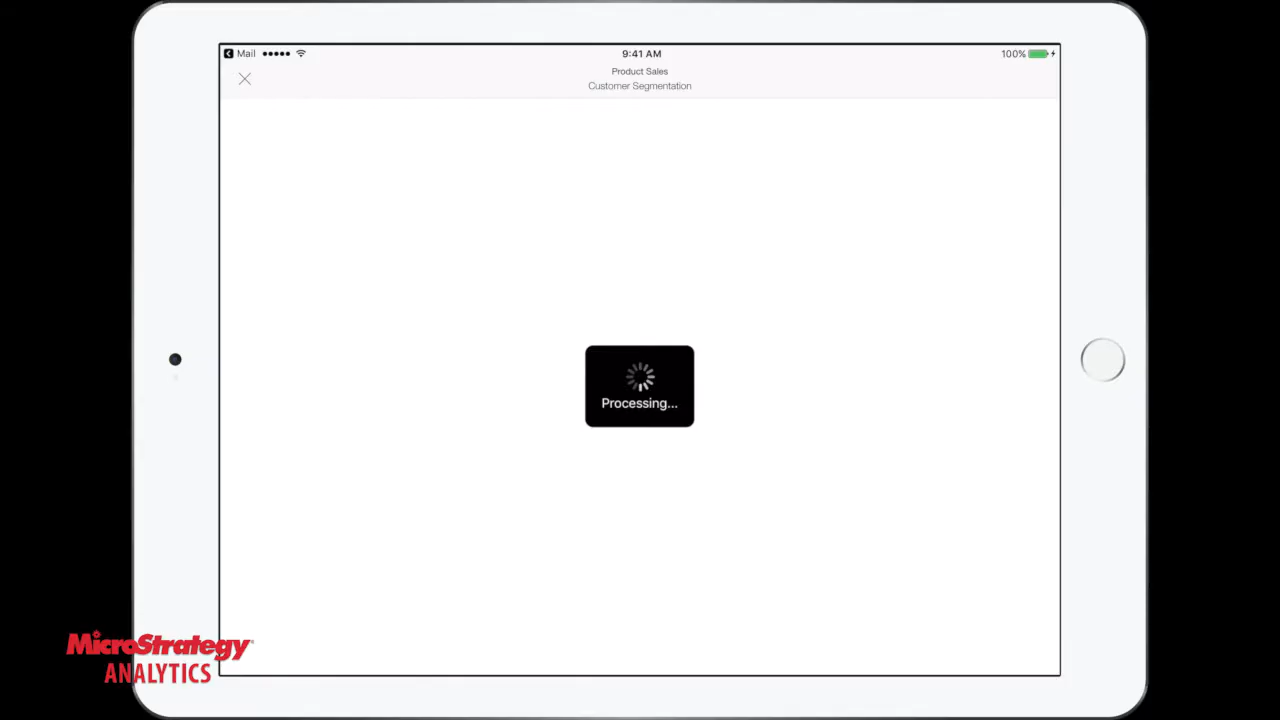 Mail 9:41 AM 100%
Product Sales
Customer Segmentation
Processing...
MicroStrategy
ANALYTICS